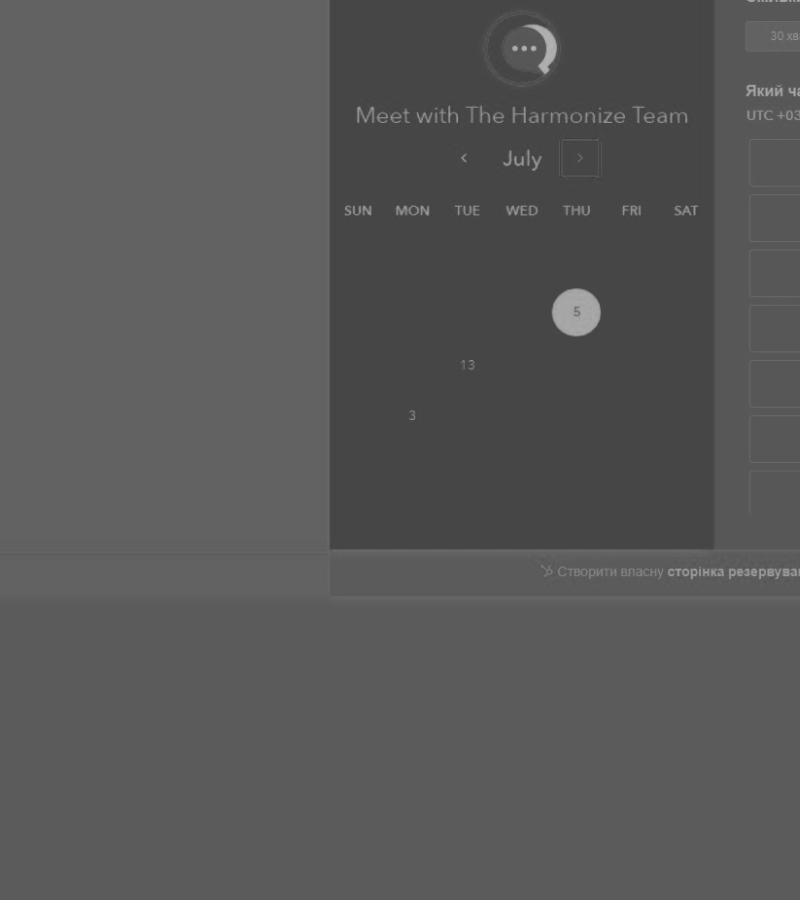 30 хв
Meet with The Harmonize Team
Який ча
UTC +03
July
SUN MON TUE WED THU FRI SAT
5
13
3
Створити власну сторінка резервува